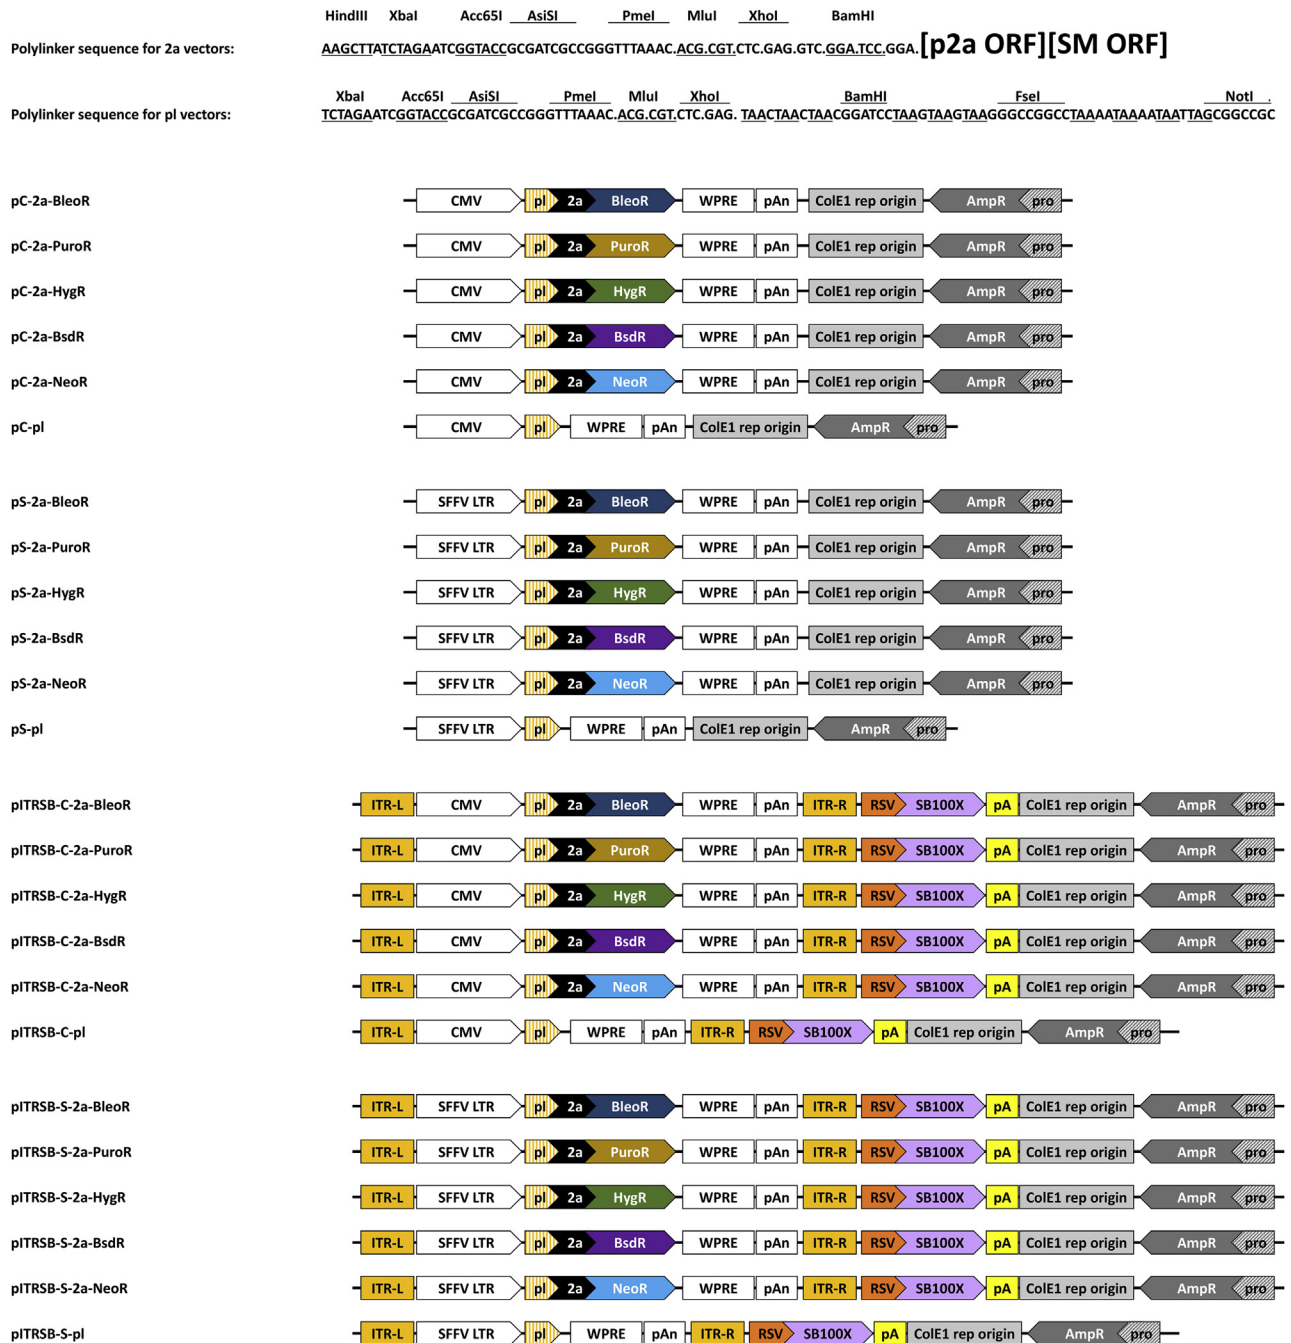 HindIII XbaI Acc65I AsiSI PmeI MluI XhoI BamHI
Polylinker sequence for 2a vectors: AAGCTTATCTAGAATCGGTACCGCGATCGCCGGGTTTAAAC.ACG.CGT.CTC.GAG.GTC.GGA.TCC.GGA.[p2a ORF][SM ORF]
XbaI Acc65I AsiSI PmeI MluI XhoI BamHI FseI NotI .
Polylinker sequence for pl vectors: TCTAGAATCGGTACCGCGATCGCCGGGTTTAAAC.ACG.CGT.CTC.GAG. TAACTAACTAACGGATCCTAAGTAAGTAAGGGCCGGCCTAAAATAAAATAATTAGCGGCCGC
pC-2a-BleoR CMV pl 2a BleoR WPRE pAn ColE1 rep origin AmpR pro
pC-2a-PuroR CMV pl 2a PuroR WPRE pAn ColE1 rep origin AmpR pro
pC-2a-HygR CMV pl 2a HygR WPRE pAn ColE1 rep origin AmpR pro
pC-2a-BsdR CMV pl 2a BsdR WPRE pAn ColE1 rep origin AmpR pro
pC-2a-NeoR CMV pl 2a NeoR WPRE pAn ColE1 rep origin AmpR pro
pC-pl CMV pl WPRE pAn ColE1 rep origin AmpR pro
pS-2a-BleoR SFFV LTR pl 2a BleoR WPRE pAn ColE1 rep origin AmpR pro
pS-2a-PuroR SFFV LTR pl 2a PuroR WPRE pAn ColE1 rep origin AmpR pro
pS-2a-HygR SFFV LTR pl 2a HygR WPRE pAn ColE1 rep origin AmpR pro
pS-2a-BsdR SFFV LTR pl 2a BsdR WPRE pAn ColE1 rep origin AmpR pro
pS-2a-NeoR SFFV LTR pl 2a NeoR WPRE pAn ColE1 rep origin AmpR pro
pS-pl SFFV LTR pl WPRE pAn ColE1 rep origin AmpR pro
pITRSB-C-2a-BleoR ITR-L CMV pl 2a BleoR WPRE pAn ITR-R RSV SB100X pA ColE1 rep origin AmpR pro
pITRSB-C-2a-PuroR ITR-L CMV pl 2a PuroR WPRE pAn ITR-R RSV SB100X pA ColE1 rep origin AmpR pro
pITRSB-C-2a-HygR ITR-L CMV pl 2a HygR WPRE pAn ITR-R RSV SB100X pA ColE1 rep origin AmpR pro
pITRSB-C-2a-BsdR ITR-L CMV pl 2a BsdR WPRE pAn ITR-R RSV SB100X pA ColE1 rep origin AmpR pro
pITRSB-C-2a-NeoR ITR-L CMV pl 2a NeoR WPRE pAn ITR-R RSV SB100X pA ColE1 rep origin AmpR pro
pITRSB-C-pl ITR-L CMV pl WPRE pAn ITR-R RSV SB100X pA ColE1 rep origin AmpR pro
pITRSB-S-2a-BleoR ITR-L SFFV LTR pl 2a BleoR WPRE pAn ITR-R RSV SB100X pA ColE1 rep origin AmpR pro
pITRSB-S-2a-PuroR ITR-L SFFV LTR pl 2a PuroR WPRE pAn ITR-R RSV SB100X pA ColE1 rep origin AmpR pro
pITRSB-S-2a-HygR ITR-L SFFV LTR pl 2a HygR WPRE pAn ITR-R RSV SB100X pA ColE1 rep origin AmpR pro
pITRSB-S-2a-BsdR ITR-L SFFV LTR pl 2a BsdR WPRE pAn ITR-R RSV SB100X pA ColE1 rep origin AmpR pro
pITRSB-S-2a-NeoR ITR-L SFFV LTR pl 2a NeoR WPRE pAn ITR-R RSV SB100X pA ColE1 rep origin AmpR pro
pITRSB-S-pl ITR-L SFFV LTR pl WPRE pAn ITR-R RSV SB100X pA ColE1 rep origin AmpR pro